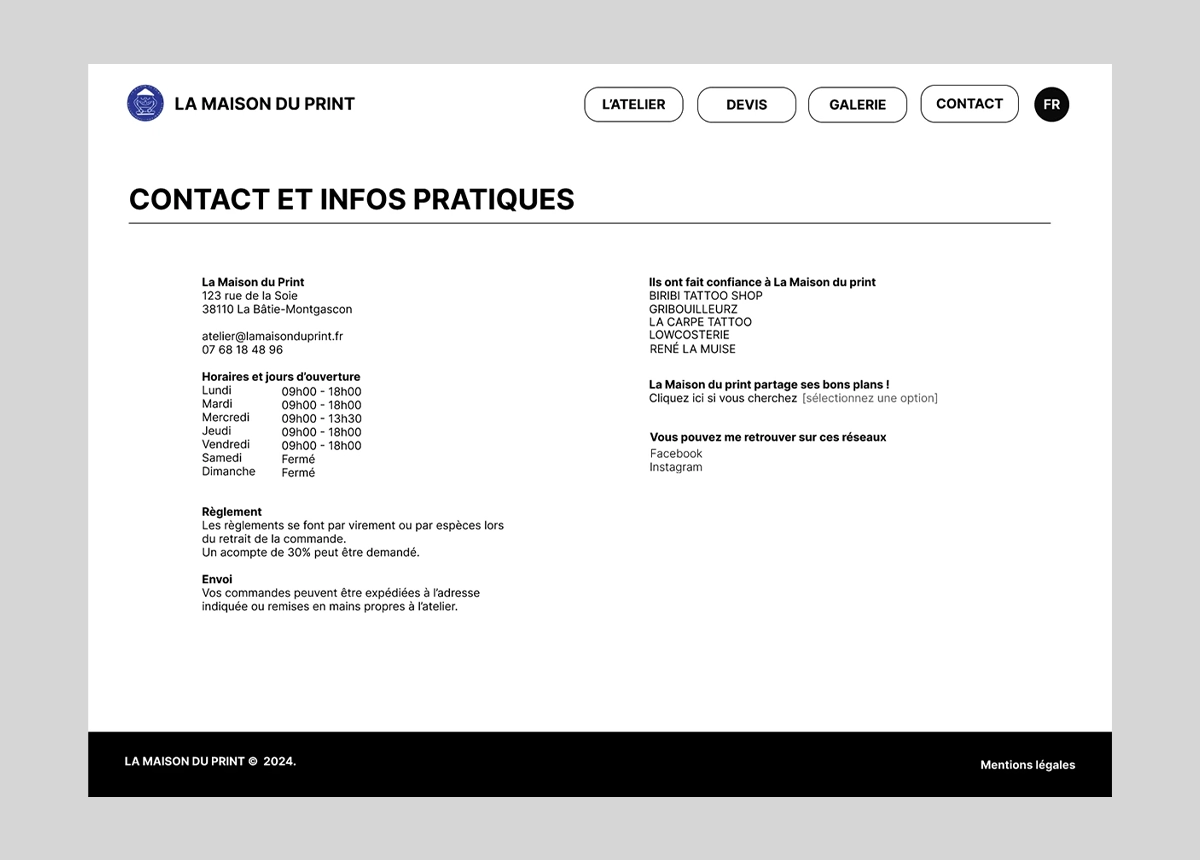 LA MAISON DU PRINT
L’ATELIER
DEVIS
GALERIE
CONTACT
FR
CONTACT ET INFOS PRATIQUES
La Maison du Print
123 rue de la Soie
38110 La Bâtie-Montgascon
atelier@lamaisonduprint.fr
07 68 18 48 96
Horaires et jours d’ouverture
Lundi 09h00 - 18h00
Mardi 09h00 - 18h00
Mercredi 09h00 - 13h30
Jeudi 09h00 - 18h00
Vendredi 09h00 - 18h00
Samedi Fermé
Dimanche Fermé
Règlement
Les règlements se font par virement ou par espèces lors
du retrait de la commande.
Un acompte de 30% peut être demandé.
Envoi
Vos commandes peuvent être expédiées à l’adresse
indiquée ou remises en mains propres à l’atelier.
Ils ont fait confiance à La Maison du print
BIRIBI TATTOO SHOP
GRIBOUILLEURZ
LA CARPE TATTOO
LOWCOSTERIE
RENÉ LA MUISE
La Maison du print partage ses bons plans !
Cliquez ici si vous cherchez [sélectionnez une option]
Vous pouvez me retrouver sur ces réseaux
Facebook
Instagram
LA MAISON DU PRINT © 2024.
Mentions légales